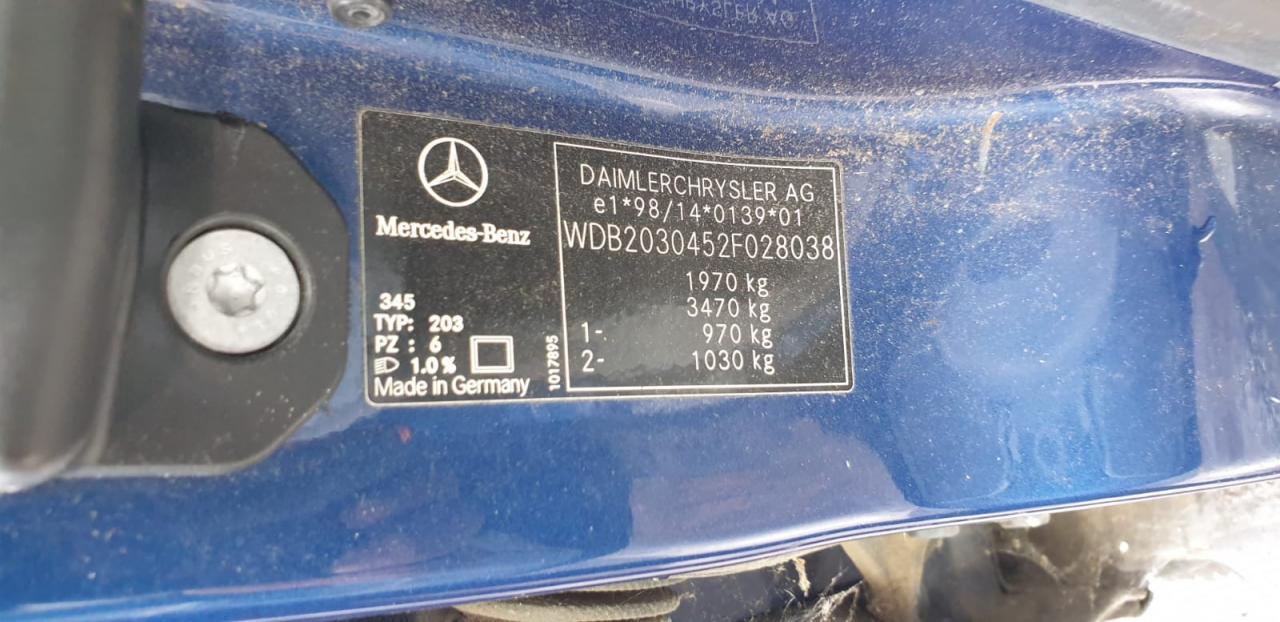 Mercedes-Benz
345
TYP: 203
PZ : 6
1.0 %
Made in Germany
1017895
DAIMLERCHRYSLER AG
e1*98/14*0139*01
WDB2030452F028038
1970 kg
3470 kg
1- 970 kg
2- 1030 kg